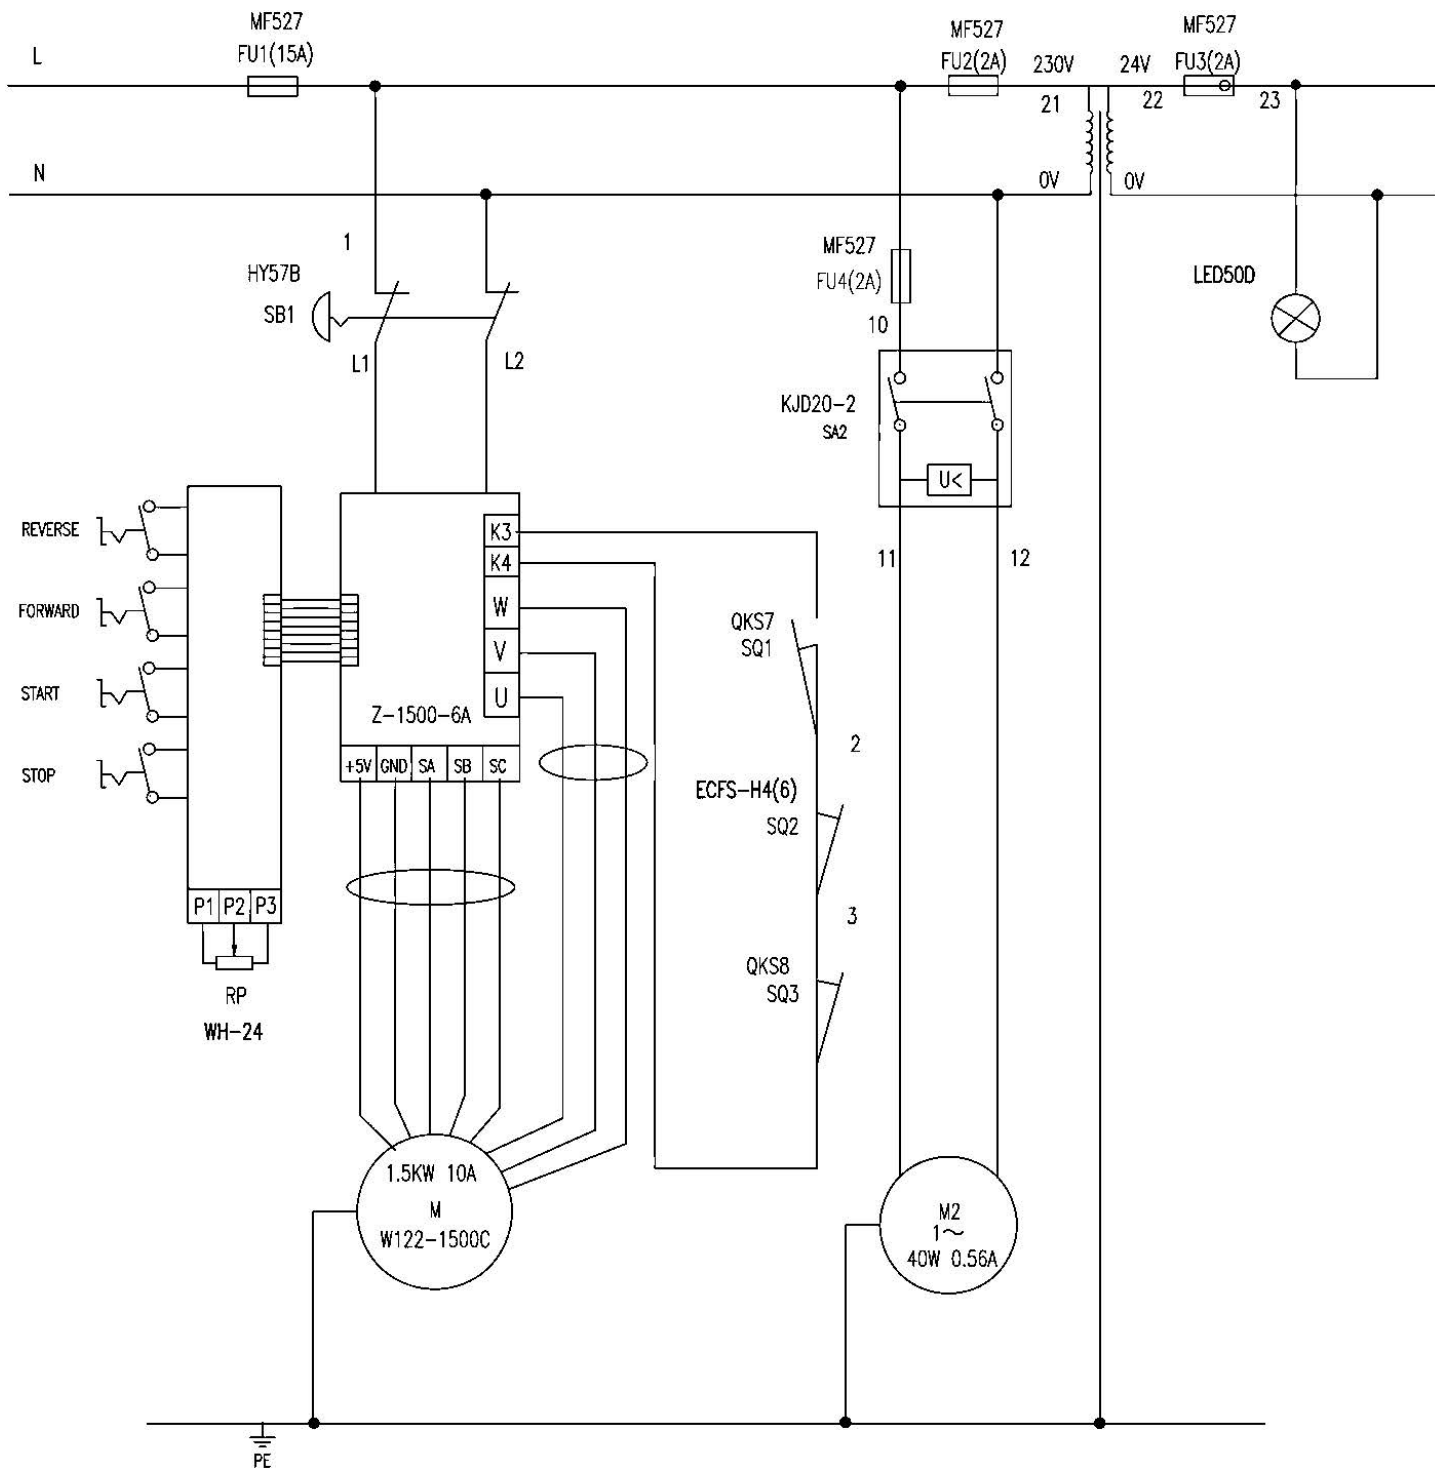 L
MF527
FU1(15A)
MF527
FU2(2A)
230V
21
24V
22
MF527
FU3(2A)
23
N
0V
0V
1
HY57B
SB1
L1
L2
MF527
FU4(2A)
10
LED50D
KJD20-2
SA2
U<
11
12
REVERSE
FORWARD
START
STOP
K3
K4
W
V
U
Z-1500-6A
+5V GND SA SB SC
QKS7
SQ1
2
ECFS-H4(6)
SQ2
3
QKS8
SQ3
P1 P2 P3
RP
WH-24
1.5KW 10A
M
W122-1500C
M2
1~
40W 0.56A
PE